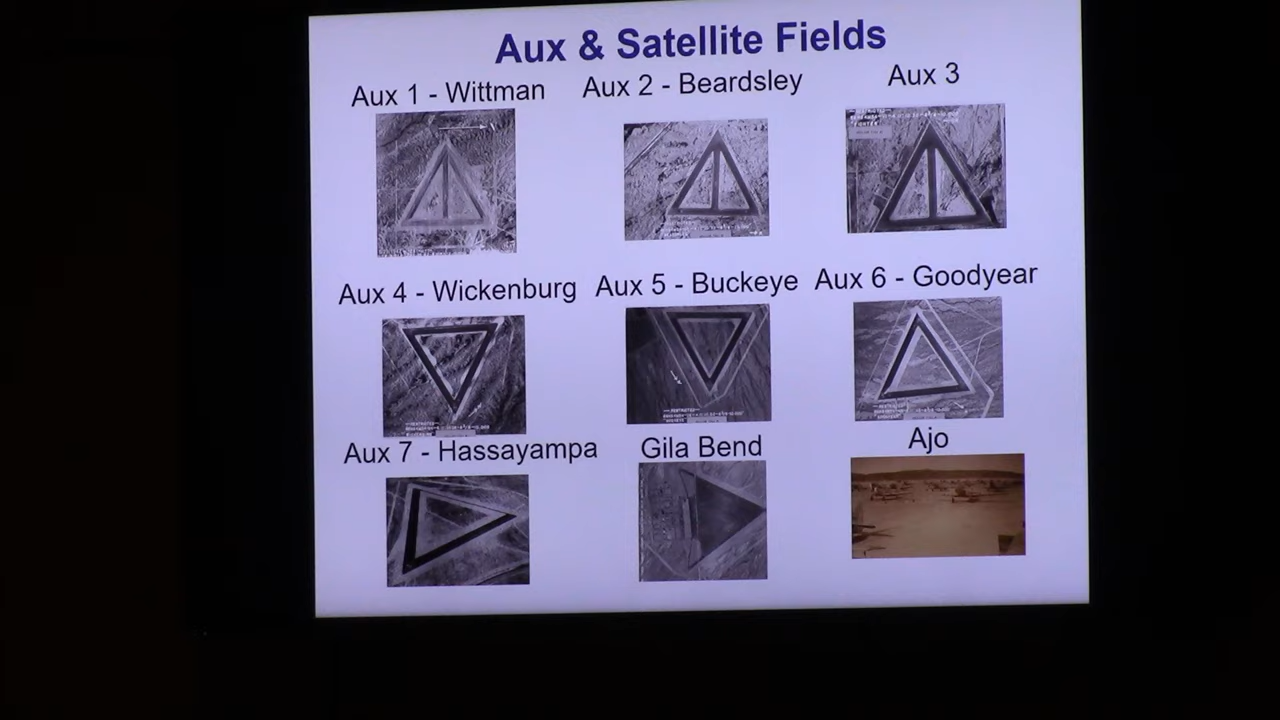 Aux & Satellite Fields
Aux 1 - Wittman
Aux 2 - Beardsley
Aux 3
Aux 4 - Wickenburg
Aux 5 - Buckeye
Aux 6 - Goodyear
Aux 7 - Hassayampa
Gila Bend
Ajo